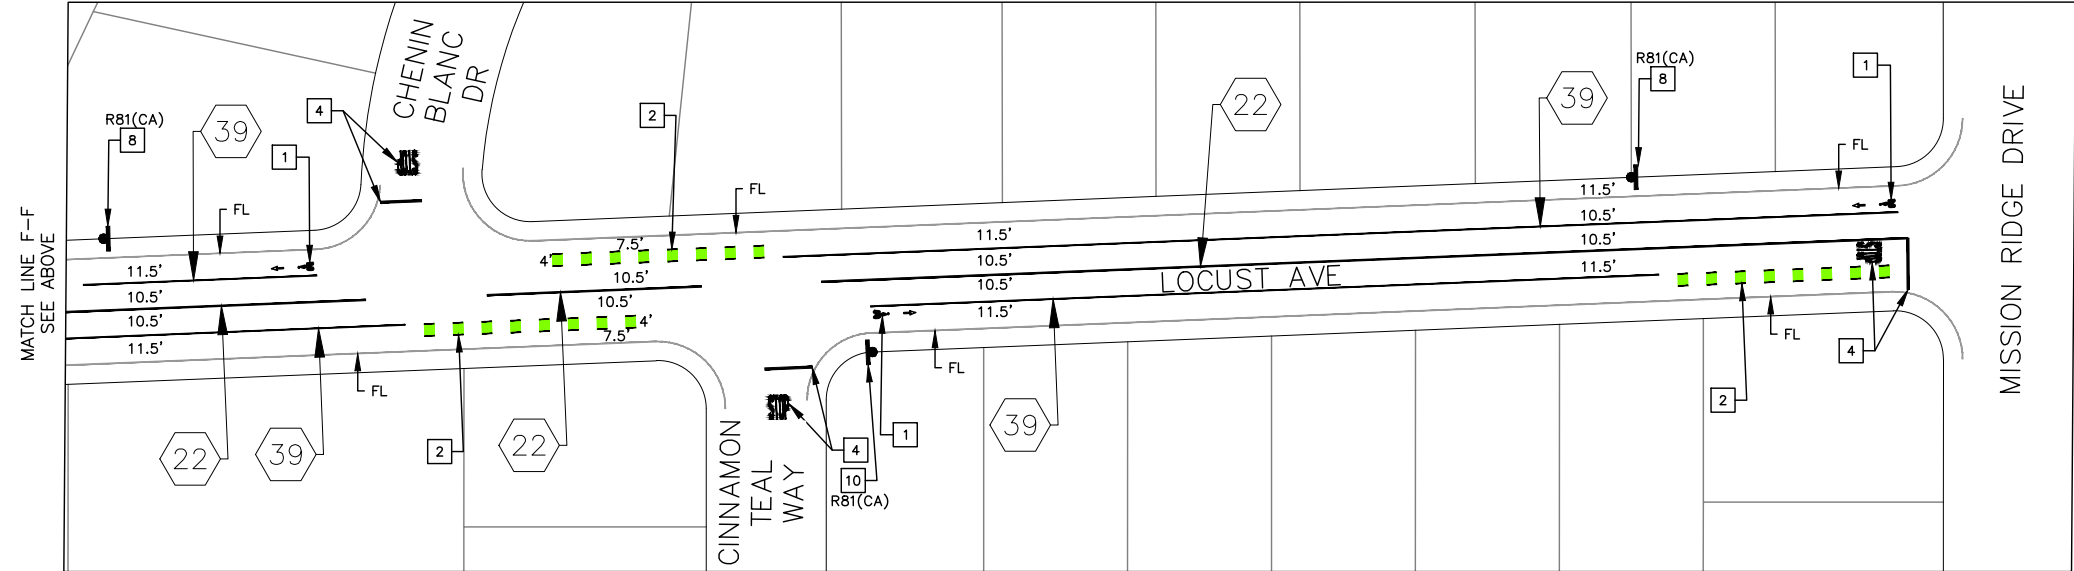 CHENIN
BLANC
DR
R81(CA)
8
39
4
1
2
22
39
R81(CA)
8
1
FL
FL
FL
MATCH LINE F-F
SEE ABOVE
11.5'
10.5'
10.5'
11.5'
7.5'
4'
10.5'
10.5'
4'
7.5'
11.5'
10.5'
10.5'
11.5'
LOCUST AVE
11.5'
10.5'
10.5'
11.5'
MISSION RIDGE DRIVE
FL
FL
FL
22
39
2
22
CINNAMON
TEAL
WAY
4
10
R81(CA)
1
39
2
4